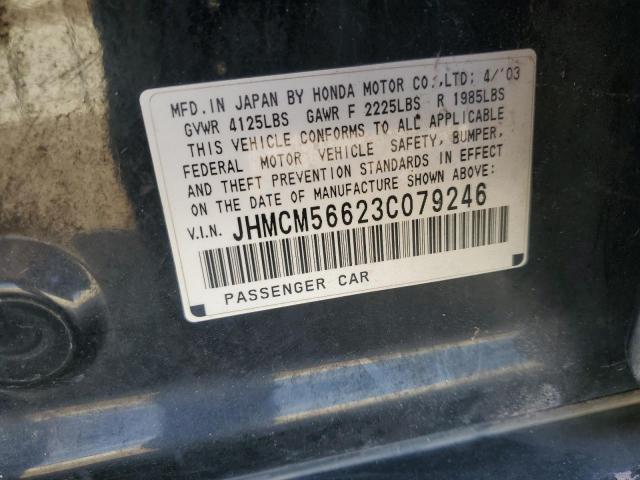 MFD. IN JAPAN BY HONDA MOTOR CO., LTD; 4/'03
GVWR 4125LBS GAWR F 2225LBS R 1985LBS
THIS VEHICLE CONFORMS TO ALL APPLICABLE
FEDERAL MOTOR VEHICLE SAFETY, BUMPER,
AND THEFT PREVENTION STANDARDS IN EFFECT
ON THE DATE OF MANUFACTURE SHOWN ABOVE:
V.I.N. JHMCM56623C079246
PASSENGER CAR